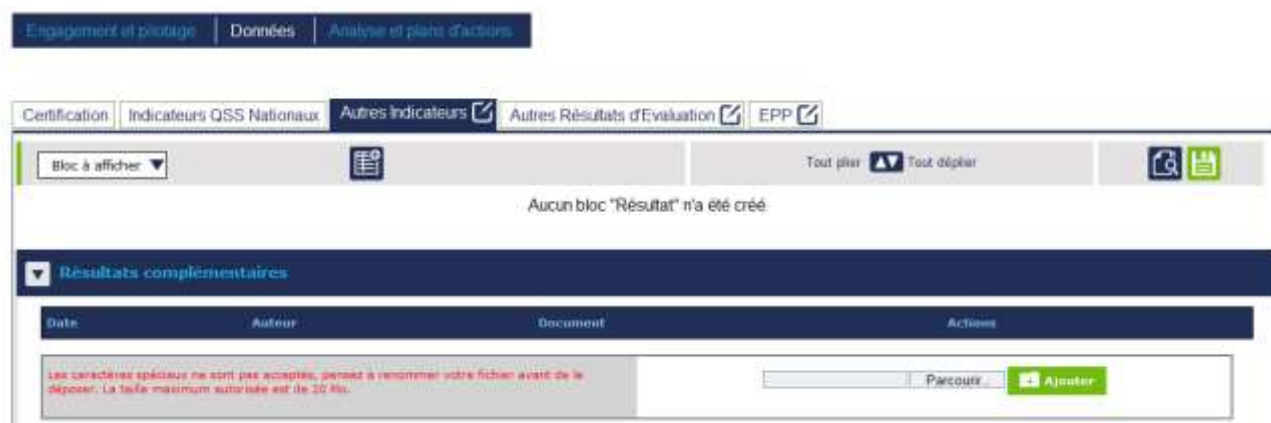 Engagement et pilotage Données Analyse et plans d'actions
Certification Indicateurs QSS Nationaux Autres Indicateurs Autres Résultats d'Evaluation EPP
Bloc à afficher Tout plier Tout déplier
Aucun bloc "Résultat" n'a été créé
Résultats complémentaires
Date Auteur Document Actions
Les caractères spéciaux ne sont pas acceptés, pensez à renommer votre fichier avant de le
déposer. La taille maximum autorisée est de 20 Mo.
Parcourir... Ajouter